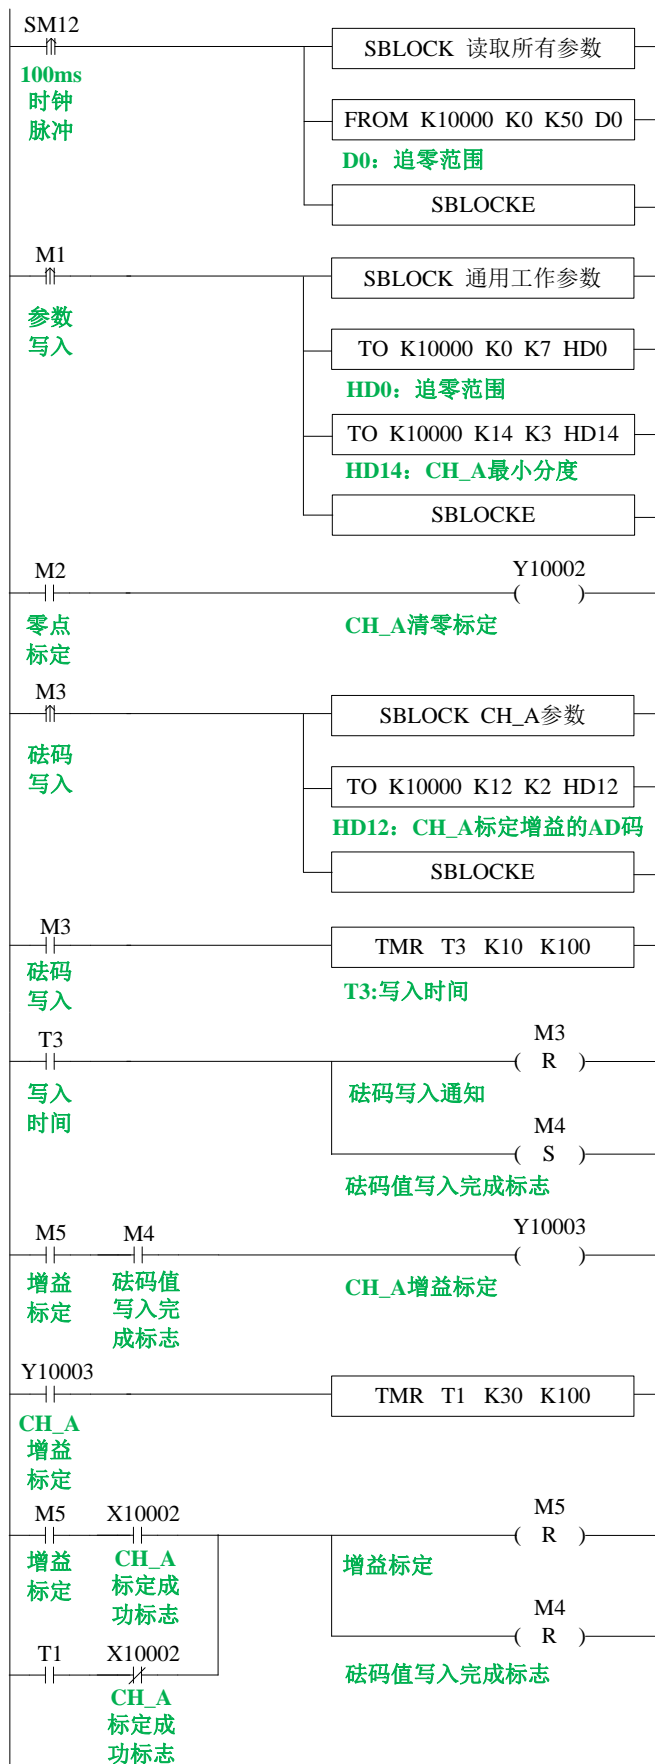 SM12
100ms
时钟
脉冲
SBLOCK 读取所有参数
FROM K10000 K0 K50 D0
D0：追零范围
SBLOCKE
M1
参数
写入
SBLOCK 通用工作参数
TO K10000 K0 K7 HD0
HD0：追零范围
TO K10000 K14 K3 HD14
HD14：CH_A最小分度
SBLOCKE
M2
零点
标定
Y10002
( )
CH_A清零标定
M3
砝码
写入
SBLOCK CH_A参数
TO K10000 K12 K2 HD12
HD12：CH_A标定增益的AD码
SBLOCKE
M3
砝码
写入
TMR T3 K10 K100
T3:写入时间
T3
写入
时间
M3
( R )
砝码写入通知
M4
( S )
砝码值写入完成标志
M5
增益
标定
M4
砝码值
写入完
成标志
Y10003
( )
CH_A增益标定
Y10003
CH_A
增益
标定
TMR T1 K30 K100
M5
增益
标定
X10002
CH_A
标定成
功标志
M5
( R )
增益标定
M4
( R )
砝码值写入完成标志
T1
X10002
CH_A
标定成
功标志